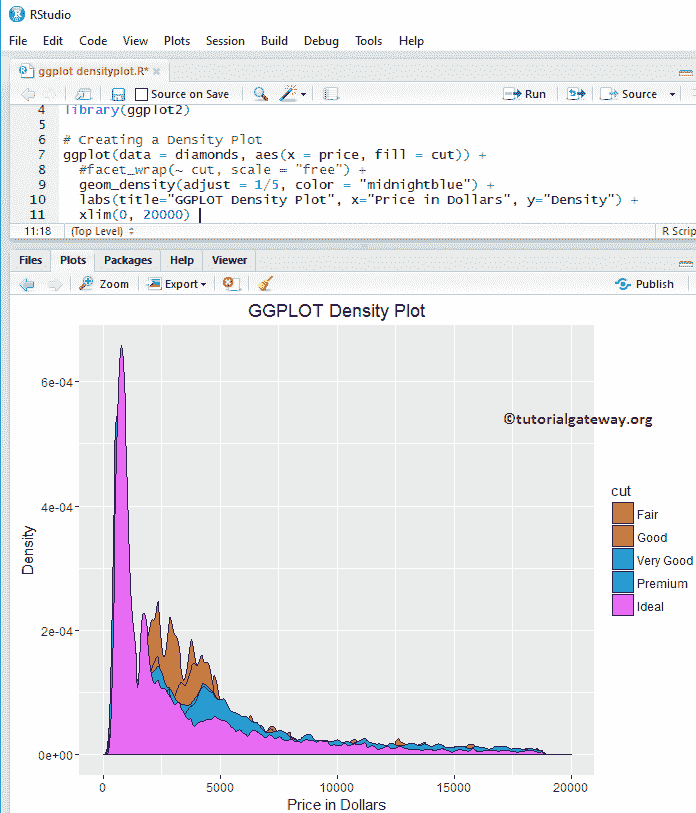 RStudio
File Edit Code View Plots Session Build Debug Tools Help
ggplot densityplot.R*
Source on Save Run Source
4 library(ggplot2)
5
6 # Creating a Density Plot
7 ggplot(data = diamonds, aes(x = price, fill = cut)) +
8 #facet_wrap(~ cut, scale = "free") +
9 geom_density(adjust = 1/5, color = "midnightblue") +
10 labs(title="GGPLOT Density Plot", x="Price in Dollars", y="Density") +
11 xlim(0, 20000)
11:18 (Top Level) R Scrip
Files Plots Packages Help Viewer
Zoom Export Publish
GGPLOT Density Plot
6e-04
©tutorialgateway.org
4e-04
2e-04
0e+00
Density
0 5000 10000 15000 20000
Price in Dollars
cut
Fair
Good
Very Good
Premium
Ideal